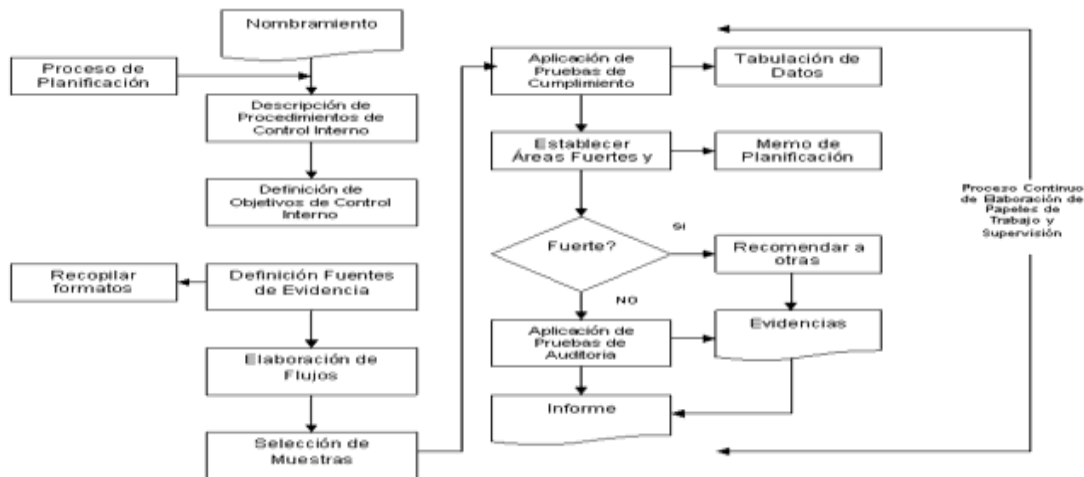 Nombramiento
Proceso de
Planificación
Descripción de
Procedimientos de
Control Interno
Definición de
Objetivos de Control
Interno
Recopilar
formatos
Definición Fuentes
de Evidencia
Elaboración de
Flujos
Selección de
Muestras
Aplicación de
Pruebas de
Cumplimiento
Tabulación de
Datos
Establecer
Áreas Fuertes y
Memo de
Planificación
Fuerte?
SI
Recomendar a
otras
NO
Aplicación de
Pruebas de
Auditoria
Evidencias
Informe
Proceso Continuo
de Elaboración de
Papeles de
Trabajo y
Supervisión